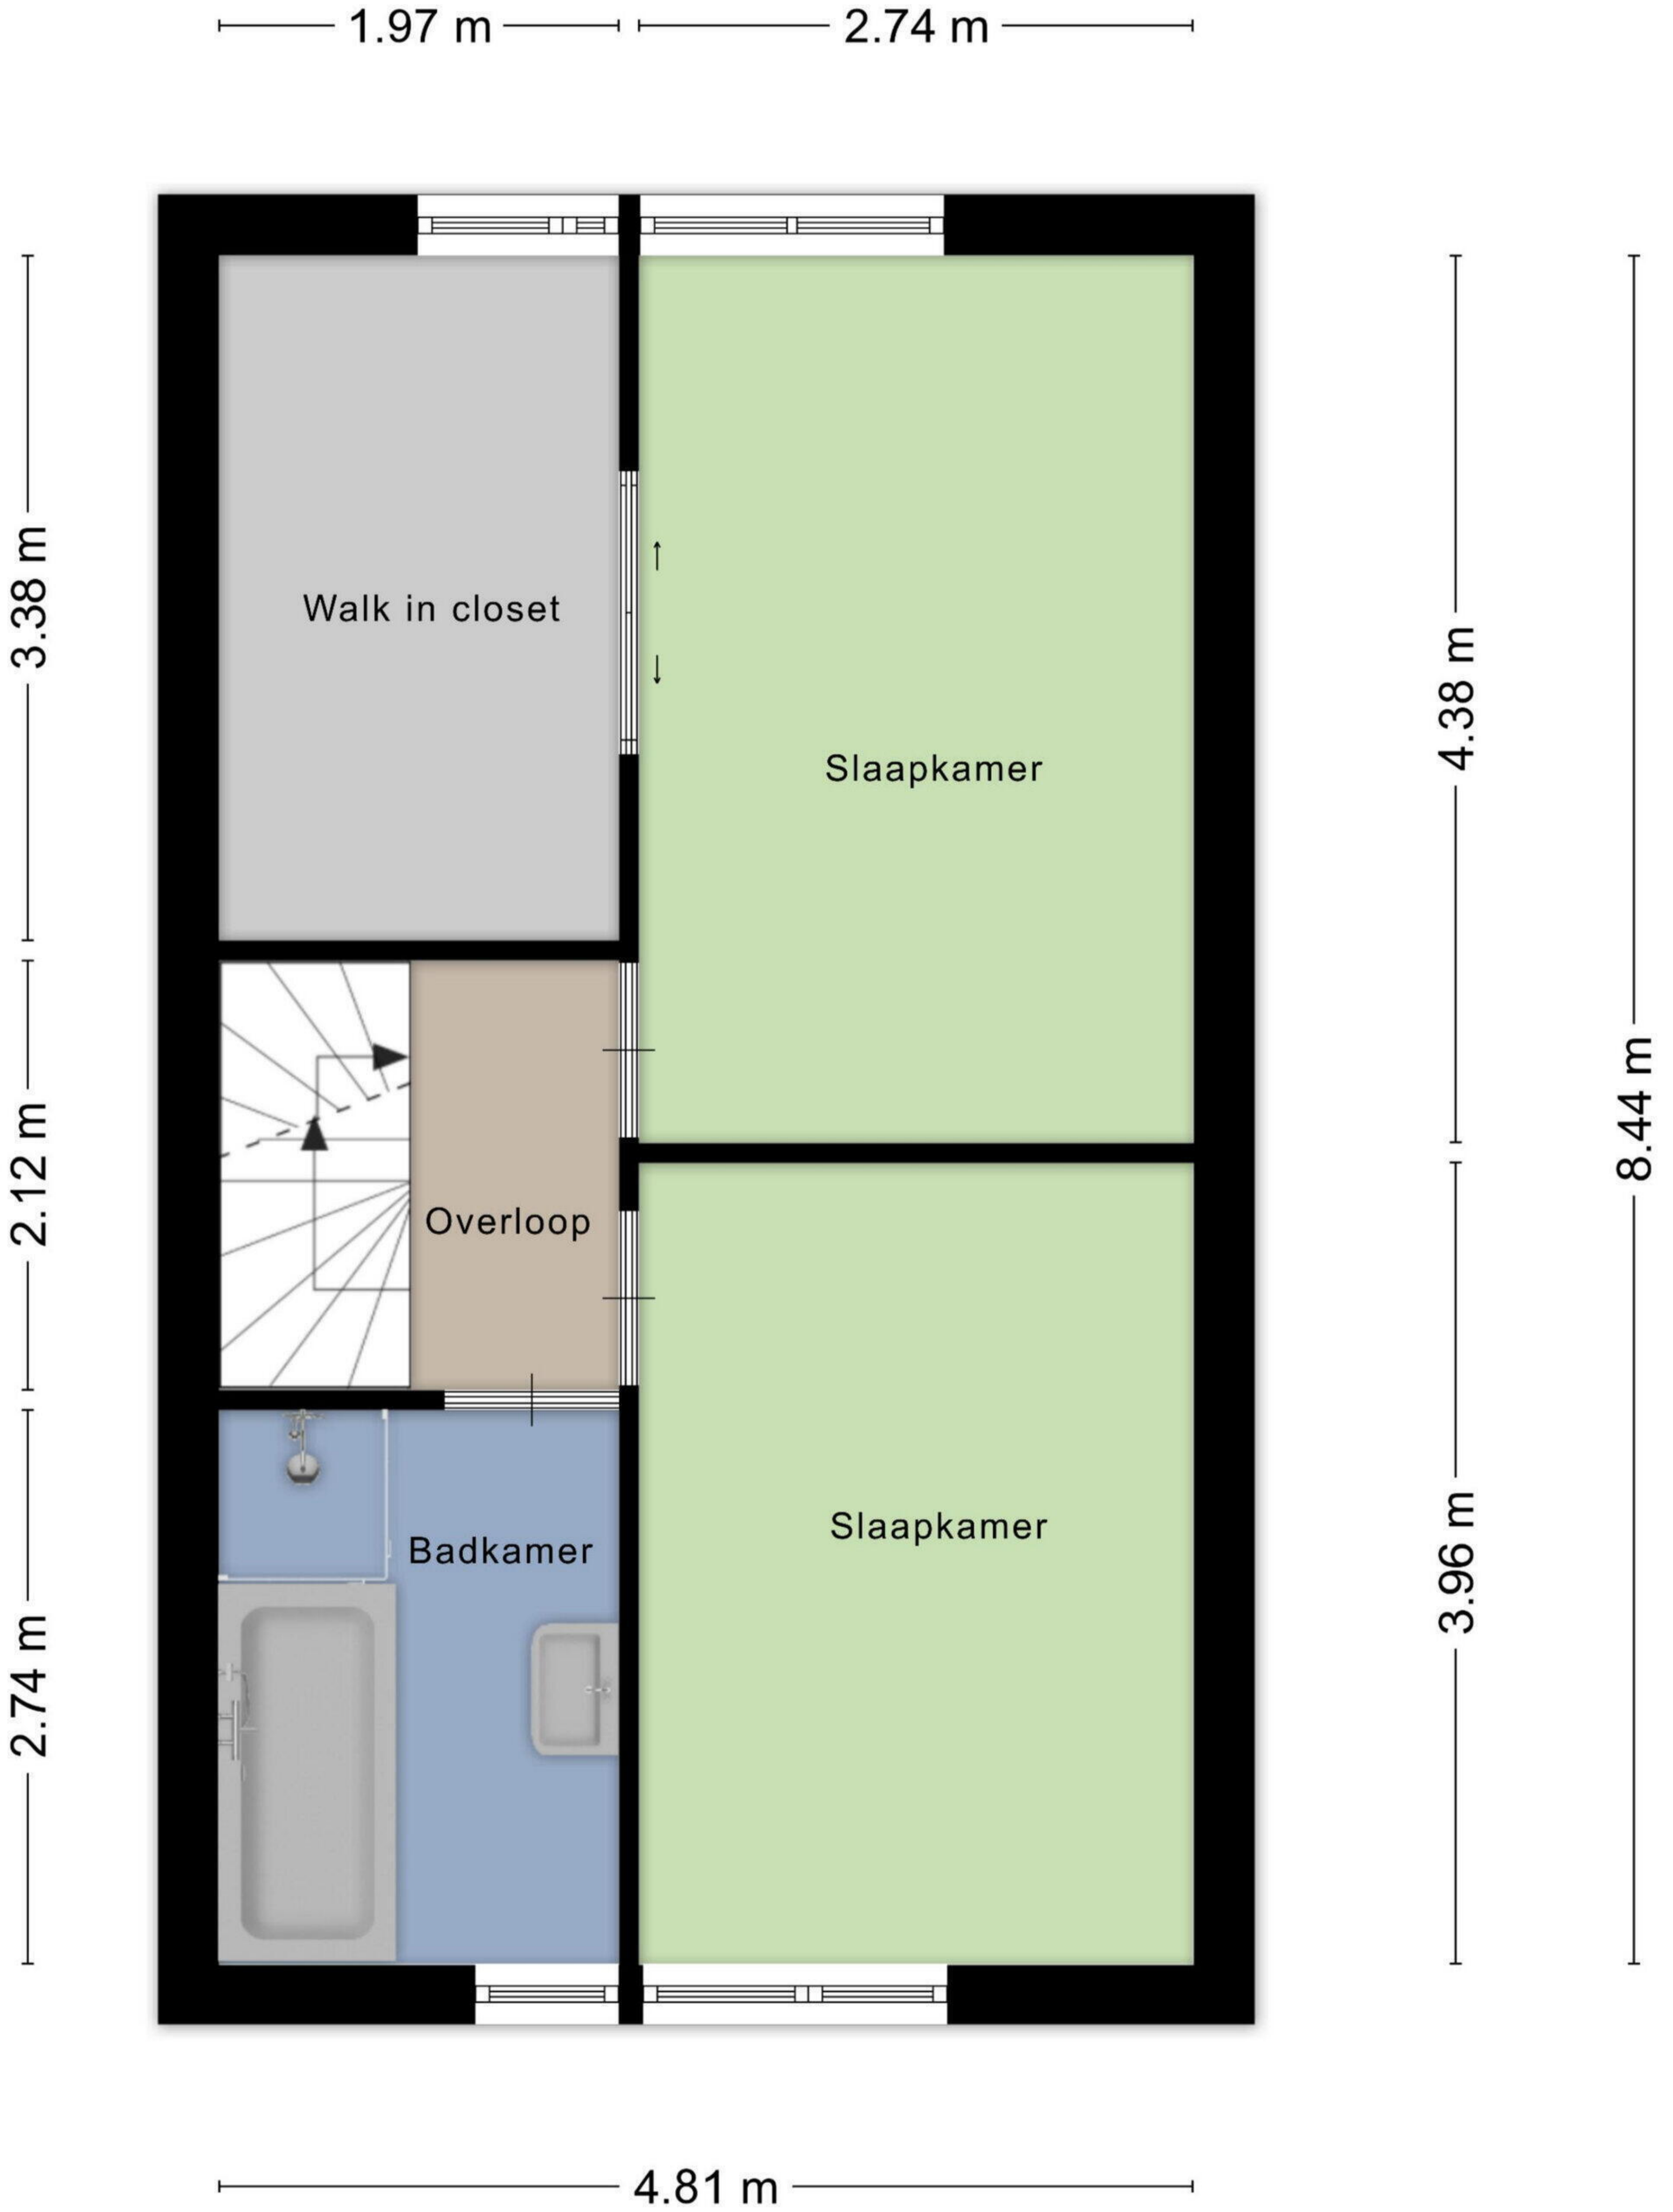 1.97 m
2.74 m
3.38 m
Walk in closet
Slaapkamer
4.38 m
8.44 m
2.12 m
Overloop
Slaapkamer
Badkamer
3.96 m
2.74 m
4.81 m